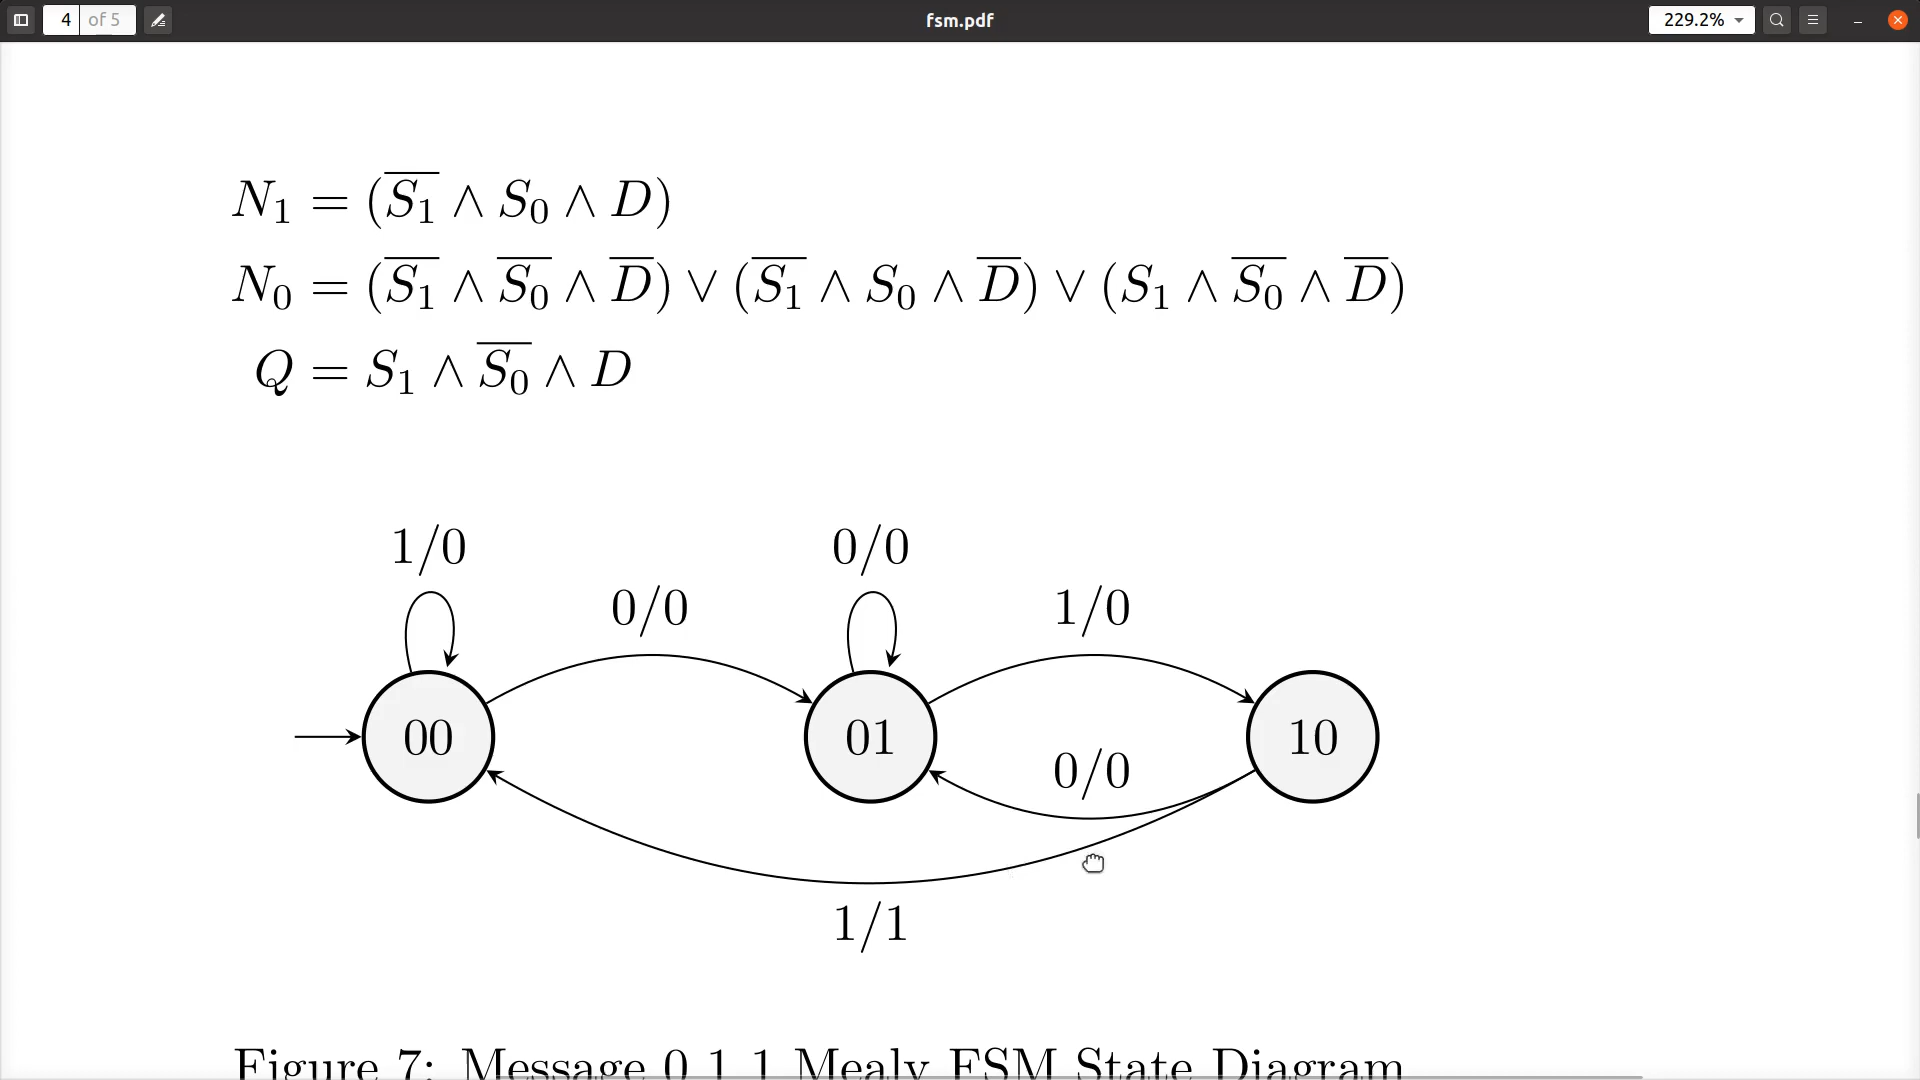 4 of 5 fsm.pdf 229.2%
N₁ = (S̅₁ ∧ S₀ ∧ D)
N₀ = (S̅₁ ∧ S̅₀ ∧ D̅) ∨ (S̅₁ ∧ S₀ ∧ D̅) ∨ (S₁ ∧ S̅₀ ∧ D̅)
Q = S₁ ∧ S̅₀ ∧ D
1/0 0/0
0/0 1/0
00 01 10
0/0
1/1
Figure 7: Message 0 1 1 Mealy FSM State Diagram